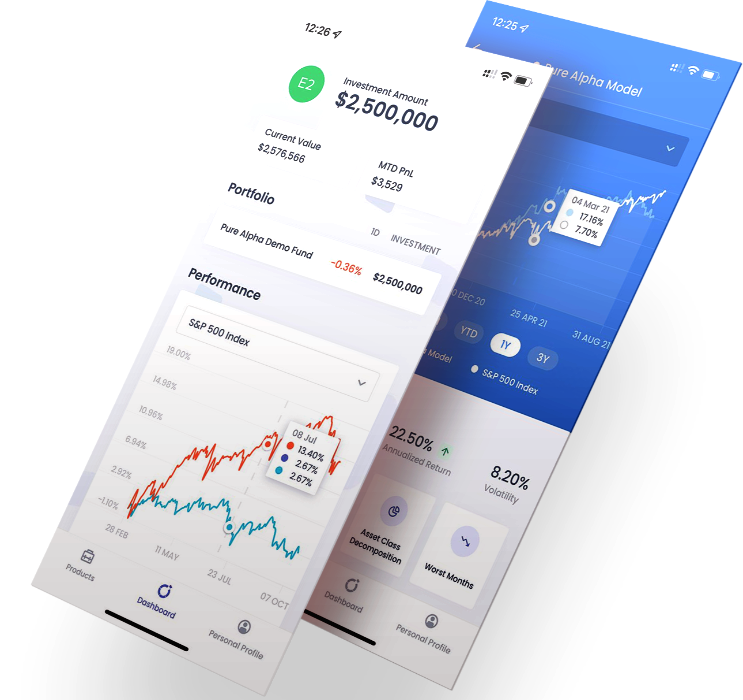 12:26
E2
Investment Amount
$2,500,000
Current Value
$2,576,566
MTD PnL
$3,529
Portfolio
1D INVESTMENT
Pure Alpha Demo Fund -0.36% $2,500,000
Performance
S&P 500 Index
19.00%
14.98%
10.96%
6.94%
2.92%
-1.10%
08 Jul
13.40%
2.67%
2.67%
28 FEB
11 MAY
23 JUL
07 OCT
Products
Dashboard
Personal Profile
12:25
Pure Alpha Model
04 Mar 21
17.16%
7.70%
DEC 20
25 APR 21
31 AUG 21
YTD
1Y
3Y
Model
S&P 500 Index
22.50%
Annualized Return
8.20%
Volatility
Asset Class
Decomposition
Worst Months
Dashboard
Personal Profile